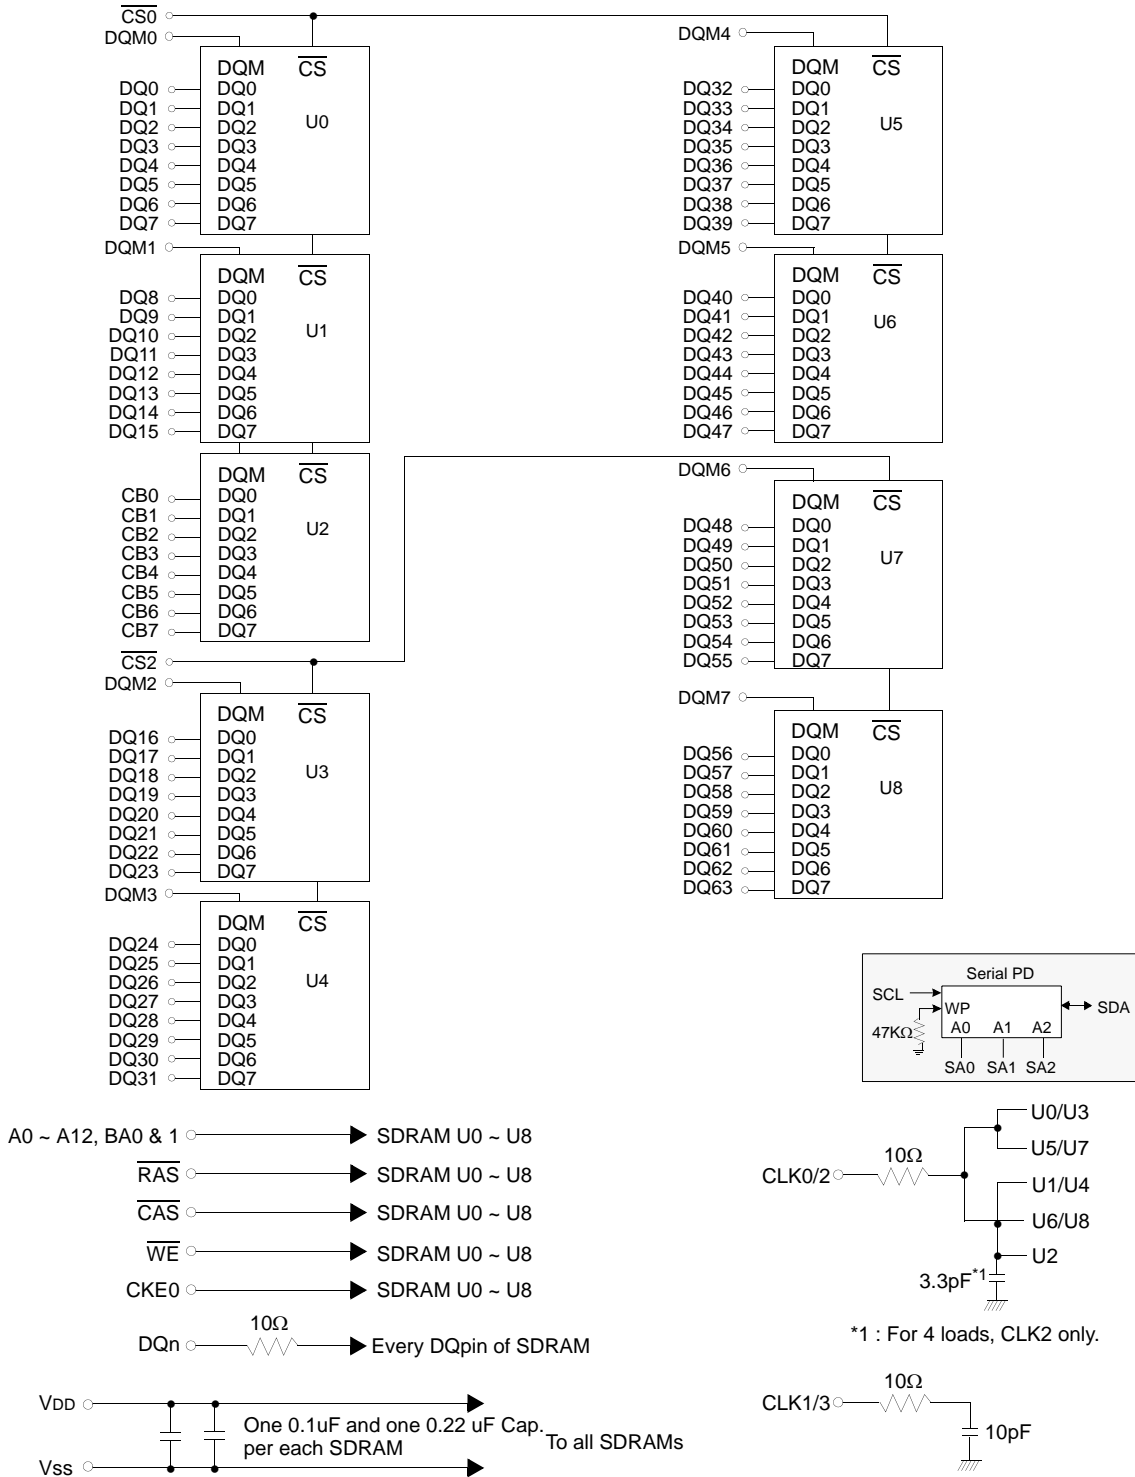 CS0
DQM0
DQM CS
DQ0 DQ0
DQ1 DQ1
DQ2 DQ2
U0
DQ3 DQ3
DQ4 DQ4
DQ5 DQ5
DQ6 DQ6
DQ7 DQ7
DQM1
DQM CS
DQ8 DQ0
DQ9 DQ1
DQ10 DQ2
U1
DQ11 DQ3
DQ12 DQ4
DQ13 DQ5
DQ14 DQ6
DQ15 DQ7
DQM CS
CB0 DQ0
CB1 DQ1
CB2 DQ2
U2
CB3 DQ3
CB4 DQ4
CB5 DQ5
CB6 DQ6
CB7 DQ7
CS2
DQM2
DQM CS
DQ16 DQ0
DQ17 DQ1
DQ18 DQ2
U3
DQ19 DQ3
DQ20 DQ4
DQ21 DQ5
DQ22 DQ6
DQ23 DQ7
DQM3
DQM CS
DQ24 DQ0
DQ25 DQ1
DQ26 DQ2
U4
DQ27 DQ3
DQ28 DQ4
DQ29 DQ5
DQ30 DQ6
DQ31 DQ7
DQM4
DQM CS
DQ32 DQ0
DQ33 DQ1
DQ34 DQ2
U5
DQ35 DQ3
DQ36 DQ4
DQ37 DQ5
DQ38 DQ6
DQ39 DQ7
DQM5
DQM CS
DQ40 DQ0
DQ41 DQ1
U6
DQ42 DQ2
DQ43 DQ3
DQ44 DQ4
DQ45 DQ5
DQ46 DQ6
DQ47 DQ7
DQM6
DQM CS
DQ48 DQ0
DQ49 DQ1
U7
DQ50 DQ2
DQ51 DQ3
DQ52 DQ4
DQ53 DQ5
DQ54 DQ6
DQ55 DQ7
DQM7
DQM CS
DQ56 DQ0
DQ57 DQ1
DQ58 DQ2
U8
DQ59 DQ3
DQ60 DQ4
DQ61 DQ5
DQ62 DQ6
DQ63 DQ7
Serial PD
SCL
WP
SDA
47KΩ
A0 A1 A2
SA0 SA1 SA2
A0 ~ A12, BA0 & 1 SDRAM U0 ~ U8
RAS SDRAM U0 ~ U8
CAS SDRAM U0 ~ U8
WE SDRAM U0 ~ U8
CKE0 SDRAM U0 ~ U8
10Ω
DQn Every DQpin of SDRAM
VDD
One 0.1uF and one 0.22 uF Cap.
per each SDRAM
To all SDRAMs
Vss
U0/U3
10Ω
U5/U7
CLK0/2
U1/U4
U6/U8
U2
3.3pF*1
*1 : For 4 loads, CLK2 only.
10Ω
CLK1/3
10pF